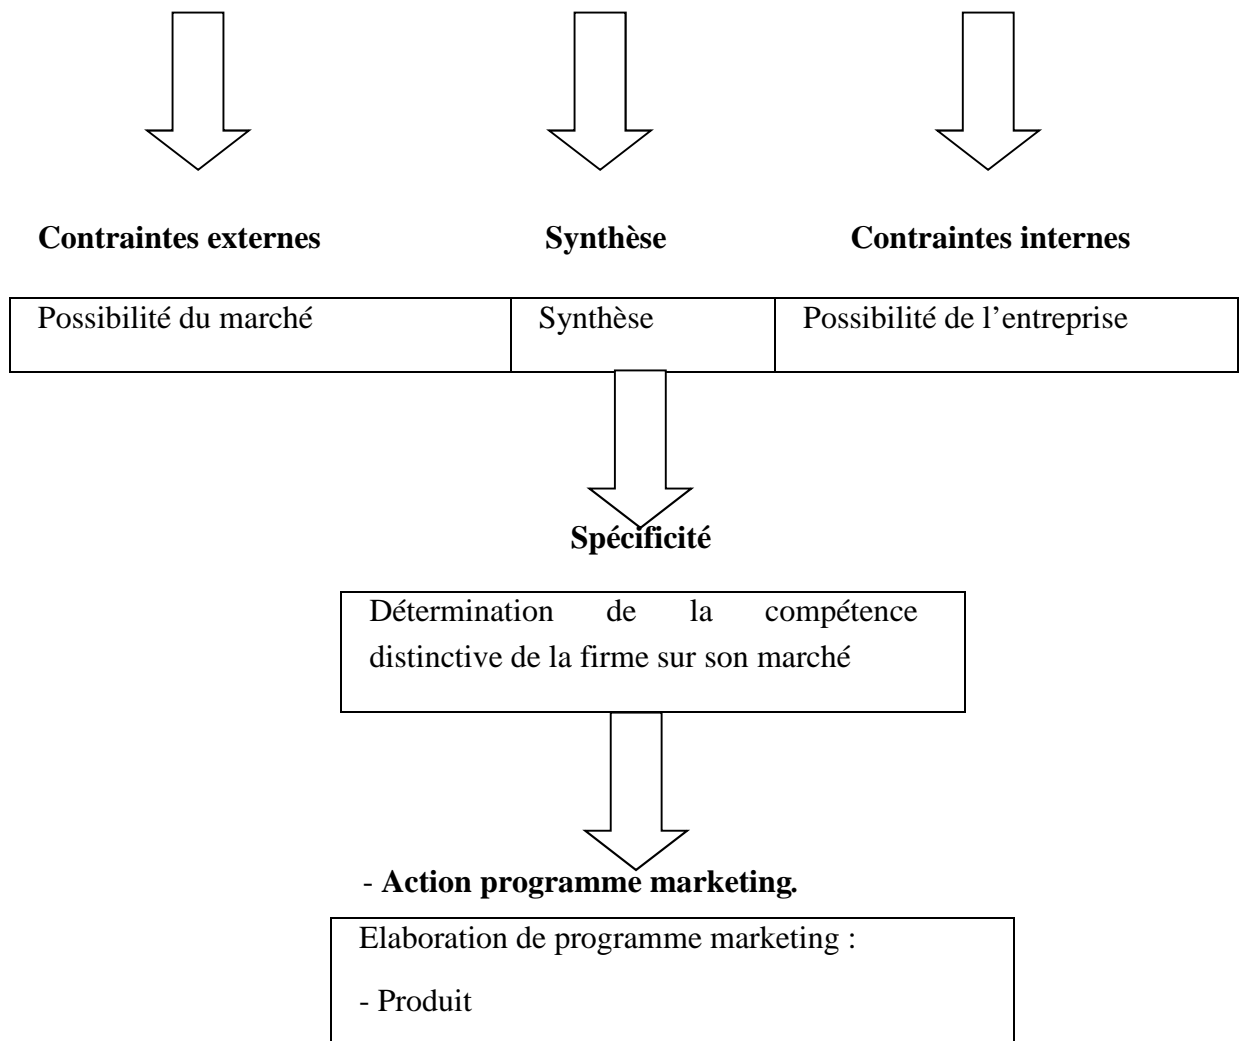 Contraintes externes Synthèse Contraintes internes
Possibilité du marché Synthèse Possibilité de l’entreprise
Spécificité
Détermination de la compétence
distinctive de la firme sur son marché
- Action programme marketing.
Elaboration de programme marketing :
- Produit